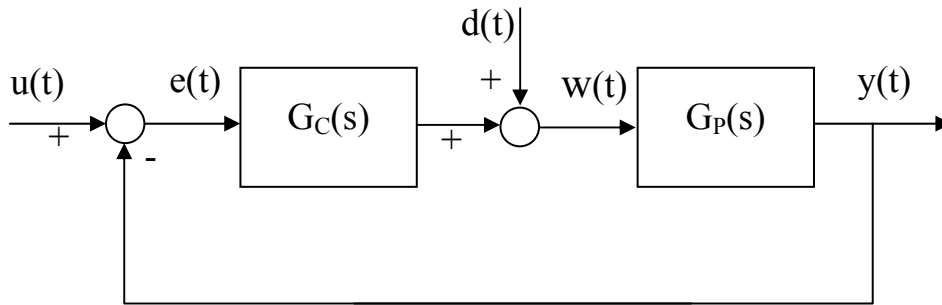 d(t)
u(t)
e(t)
w(t)
y(t)
+
G_C(s)
G_P(s)
+
-
+